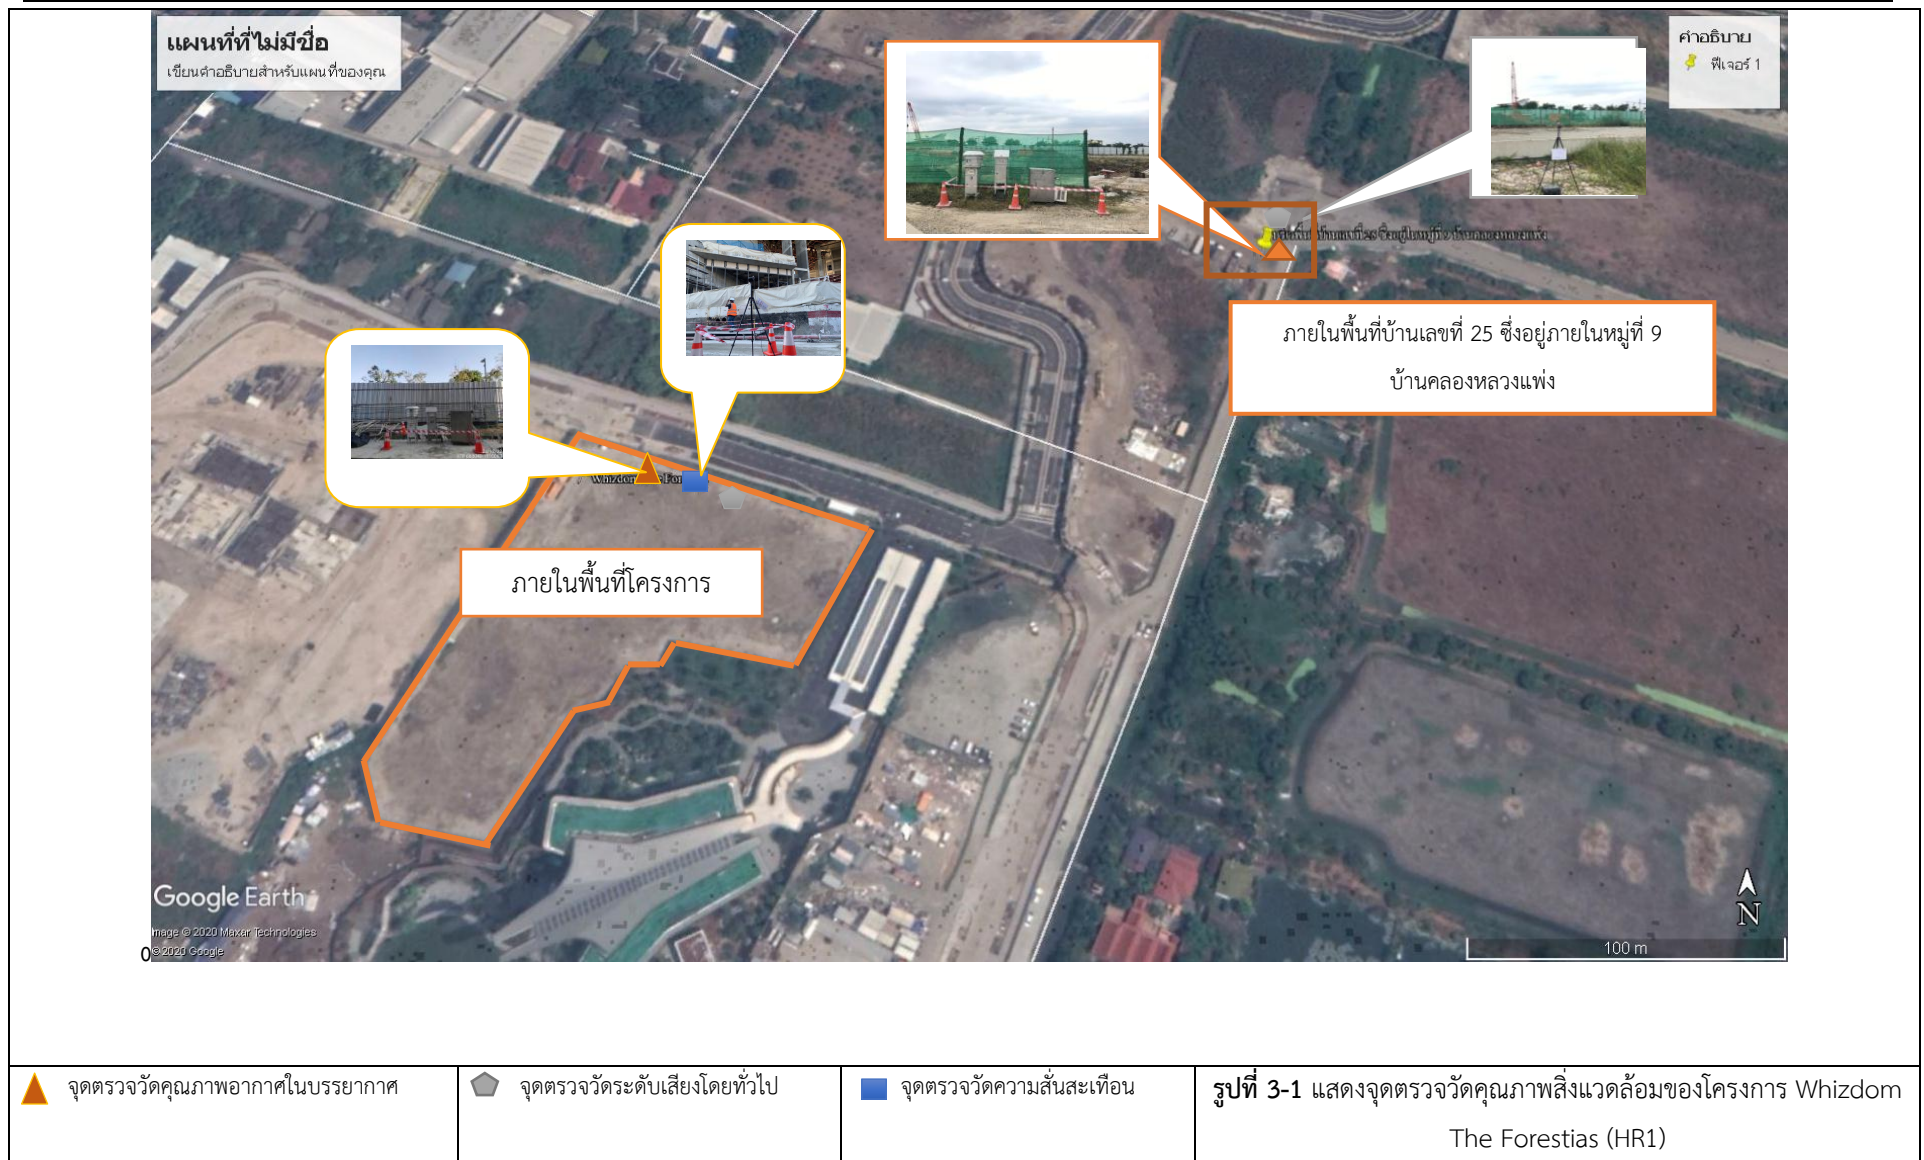 แผนที่ที่ไม่มีชื่อ
เขียนคำอธิบายสำหรับแผนที่ของคุณ
คำอธิบาย
ฟีเจอร์ 1
ภายในพื้นที่บ้านเลขที่ 25 ซึ่งอยู่ภายในหมู่ที่ 9
บ้านคลองหลวงแพ่ง
ภายในพื้นที่โครงการ
Google Earth
Image © 2020 Maxar Technologies
© 2020 Google
0
N
100 m
จุดตรวจวัดคุณภาพอากาศในบรรยากาศ
จุดตรวจวัดระดับเสียงโดยทั่วไป
จุดตรวจวัดความสั่นสะเทือน
รูปที่ 3-1 แสดงจุดตรวจวัดคุณภาพสิ่งแวดล้อมของโครงการ Whizdom
The Forestias (HR1)